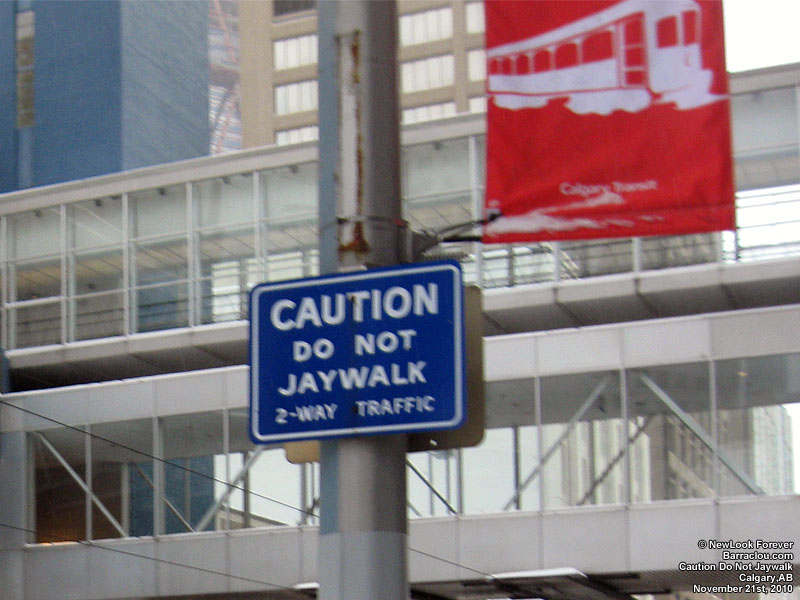 Calgary Transit
CAUTION
DO NOT
JAYWALK
2-WAY TRAFFIC
© NewLook Forever
Barraclou.com
Caution Do Not Jaywalk
Calgary,AB
November 21st, 2010